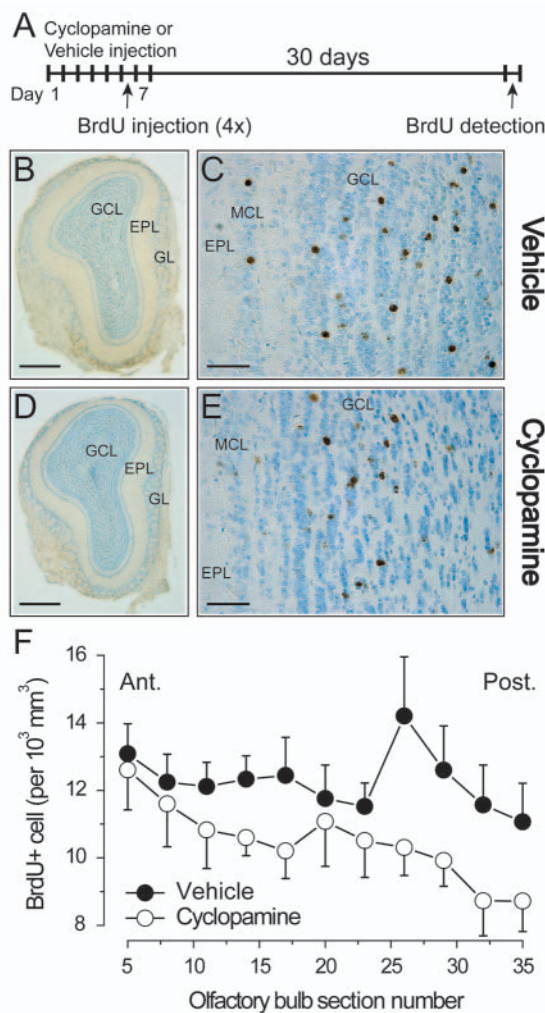 A
Cyclopamine or
Vehicle injection
30 days
Day 1
7
BrdU injection (4x)
BrdU detection
B
GCL
EPL
GL
C
GCL
MCL
EPL
Vehicle
D
GCL
EPL
GL
E
GCL
MCL
EPL
Cyclopamine
F
16
14
12
10
8
BrdU+ cell (per 10³ mm³)
Ant.
Post.
Vehicle
Cyclopamine
5 10 15 20 25 30 35
Olfactory bulb section number